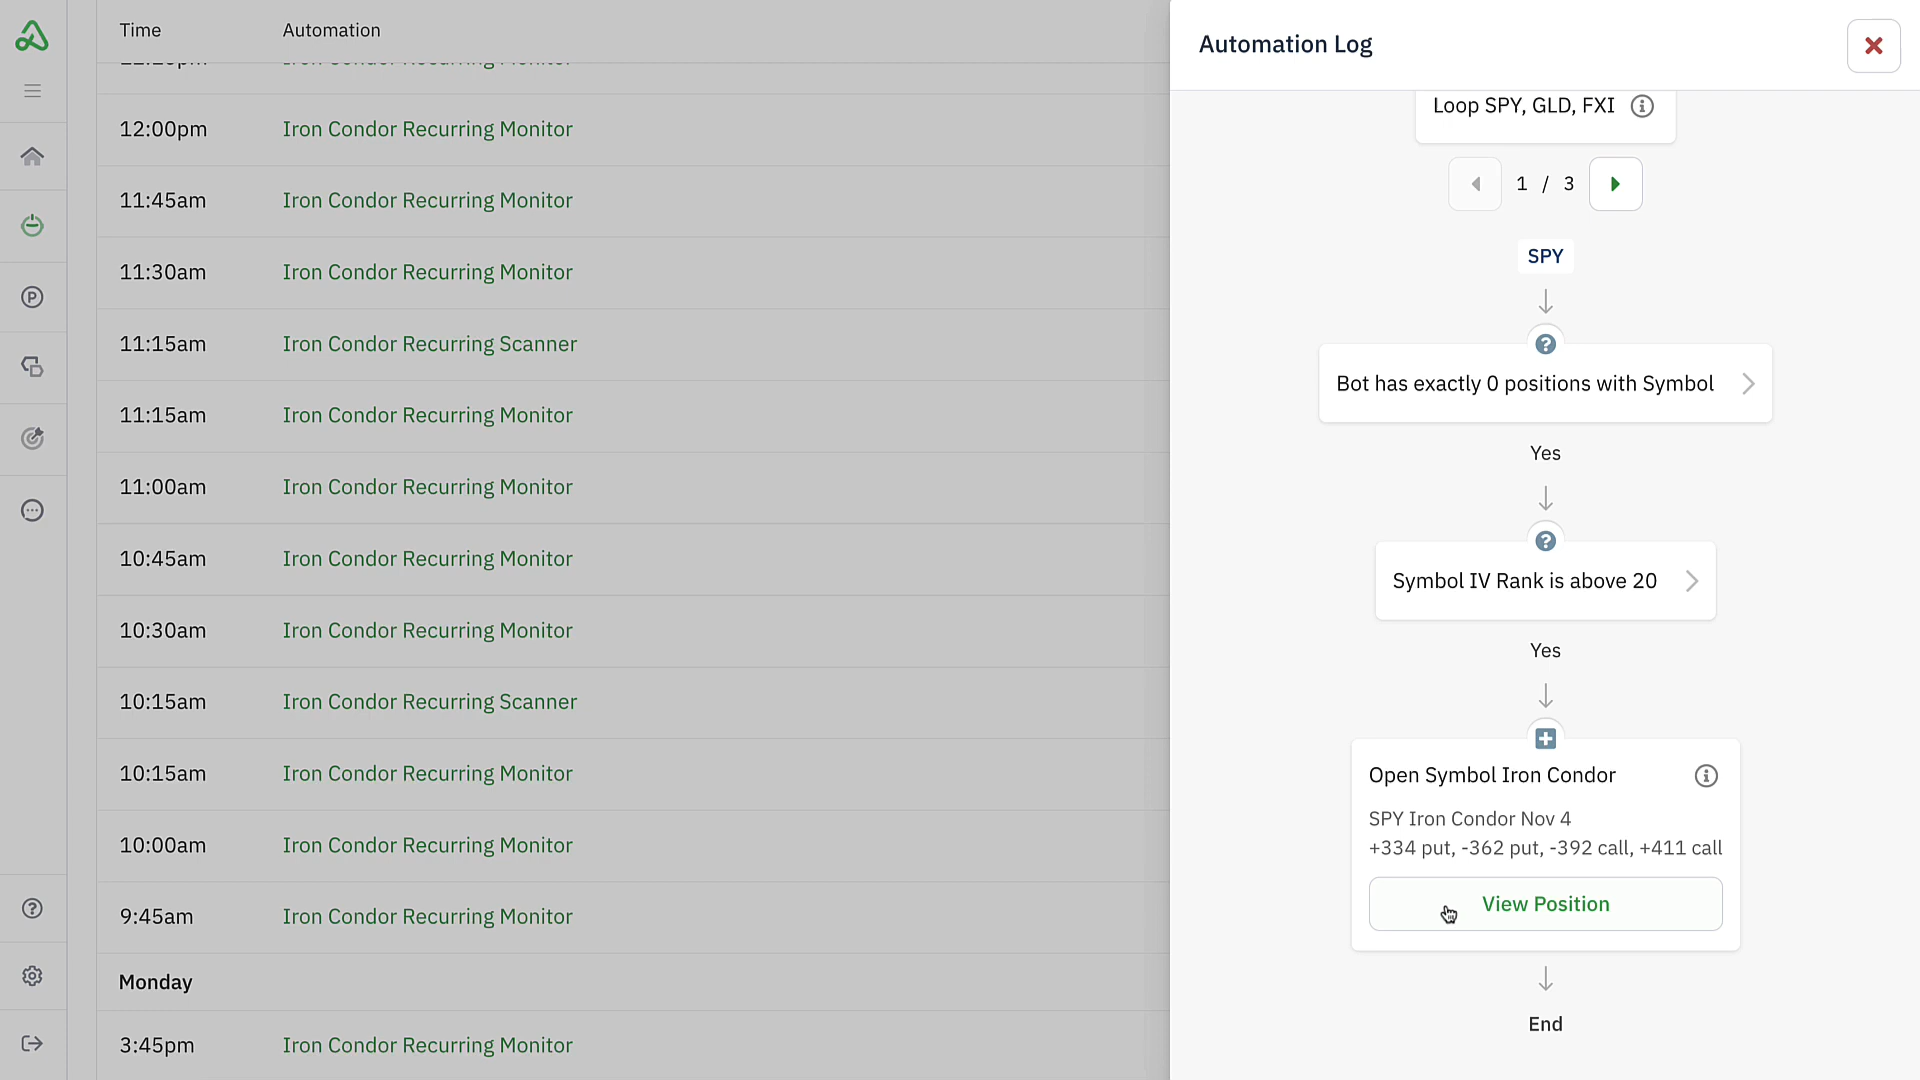 Time Automation
12:00pm Iron Condor Recurring Monitor
11:45am Iron Condor Recurring Monitor
11:30am Iron Condor Recurring Monitor
11:15am Iron Condor Recurring Scanner
11:15am Iron Condor Recurring Monitor
11:00am Iron Condor Recurring Monitor
10:45am Iron Condor Recurring Monitor
10:30am Iron Condor Recurring Monitor
10:15am Iron Condor Recurring Scanner
10:15am Iron Condor Recurring Monitor
10:00am Iron Condor Recurring Monitor
9:45am Iron Condor Recurring Monitor
Monday
3:45pm Iron Condor Recurring Monitor
Automation Log
Loop SPY, GLD, FXI
1 / 3
SPY
Bot has exactly 0 positions with Symbol
Yes
Symbol IV Rank is above 20
Yes
Open Symbol Iron Condor
SPY Iron Condor Nov 4
+334 put, -362 put, -392 call, +411 call
View Position
End